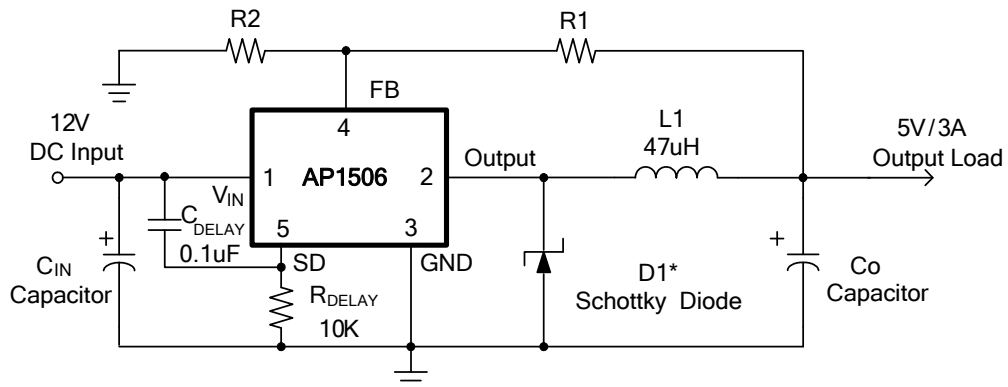 R2
R1
FB
4
12V
DC Input
L1
47uH
5V/3A
Output Load
Output
1
AP1506
2
VIN
CDELAY
0.1uF
5
3
SD
GND
CIN
Capacitor
RDELAY
10K
D1*
Schottky Diode
Co
Capacitor
+
+